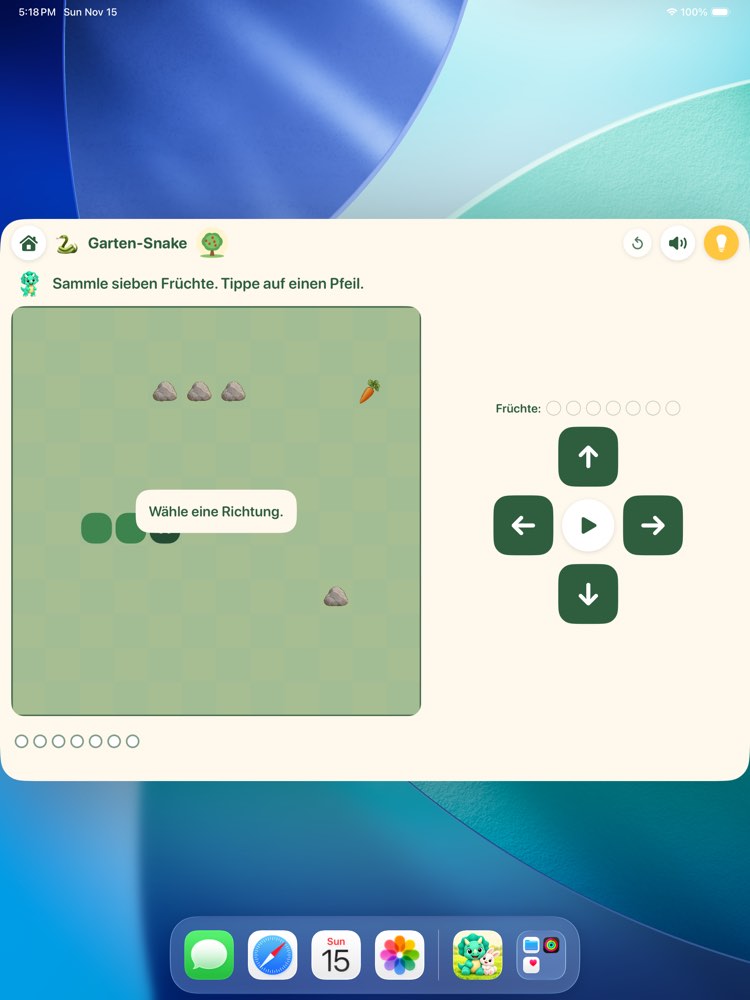 5:18 PM Sun Nov 15
100%
Garten-Snake
Sammle sieben Früchte. Tippe auf einen Pfeil.
Früchte:
Wähle eine Richtung.
Sun
15